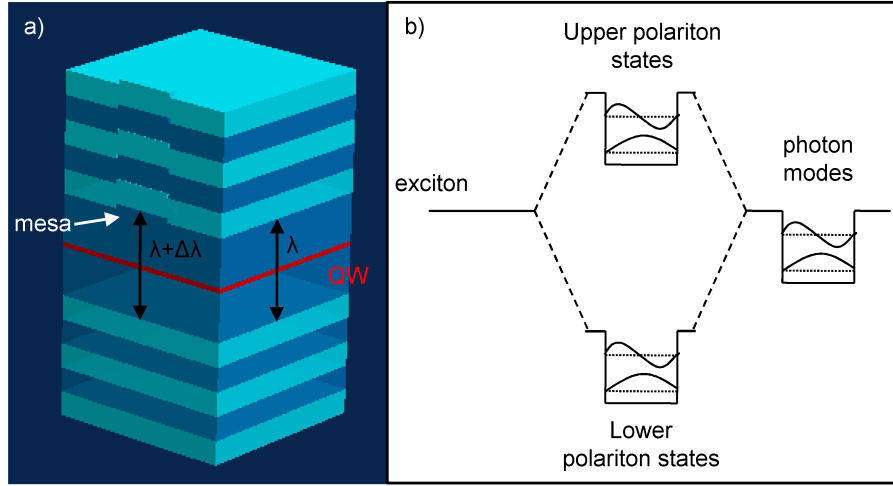 a)
mesa
λ+Δλ
λ
QW
b)
Upper polariton
states
exciton
photon
modes
Lower
polariton states